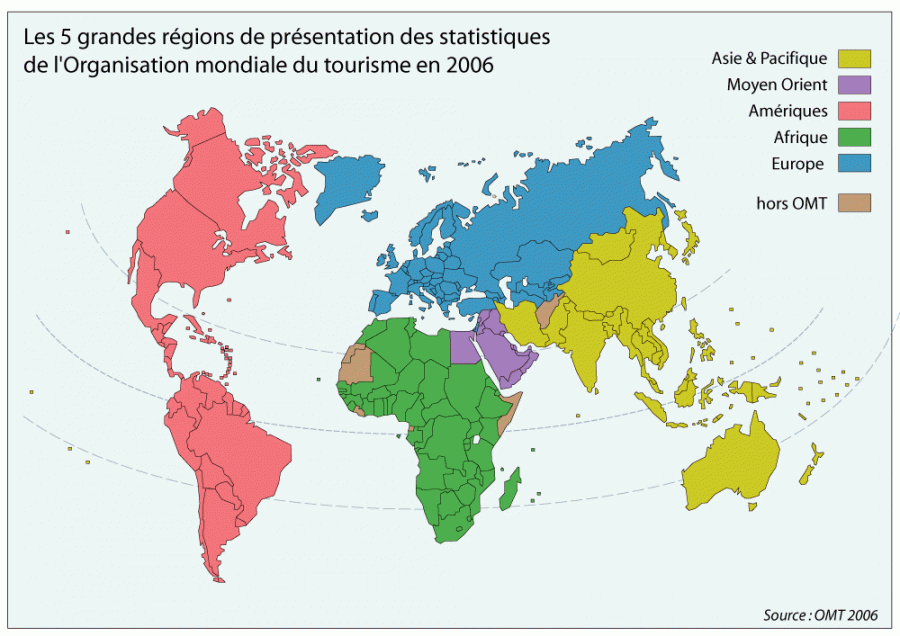 Les 5 grandes régions de présentation des statistiques
de l'Organisation mondiale du tourisme en 2006
Asie & Pacifique
Moyen Orient
Amériques
Afrique
Europe
hors OMT
Source : OMT 2006